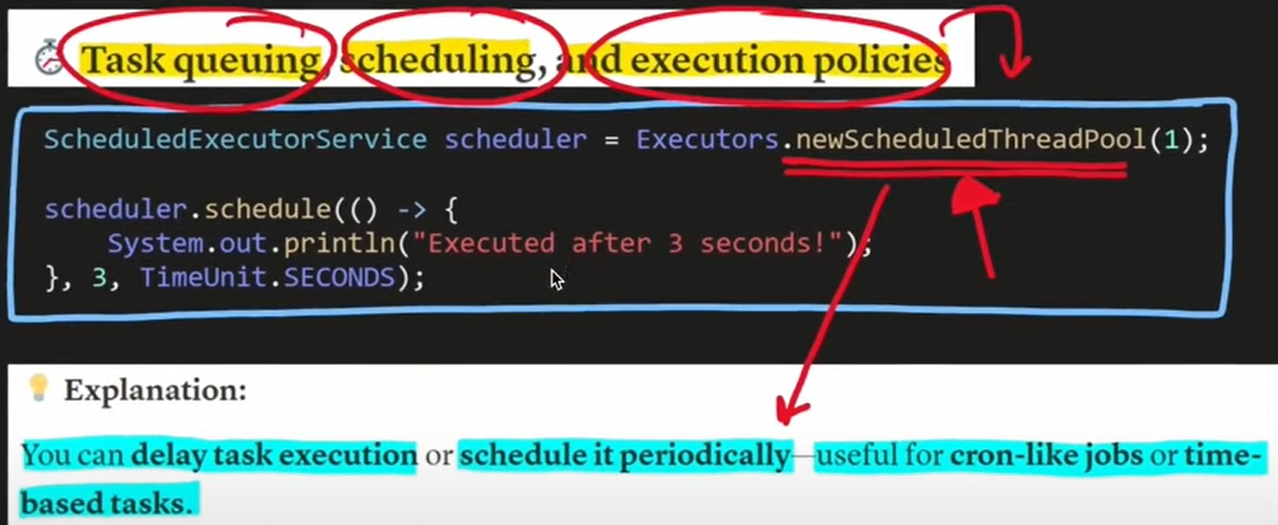 Task queuing, scheduling, and execution policies
ScheduledExecutorService scheduler = Executors.newScheduledThreadPool(1);
scheduler.schedule(() -> {
    System.out.println("Executed after 3 seconds!");
}, 3, TimeUnit.SECONDS);
Explanation:
You can delay task execution or schedule it periodically—useful for cron-like jobs or time-
based tasks.